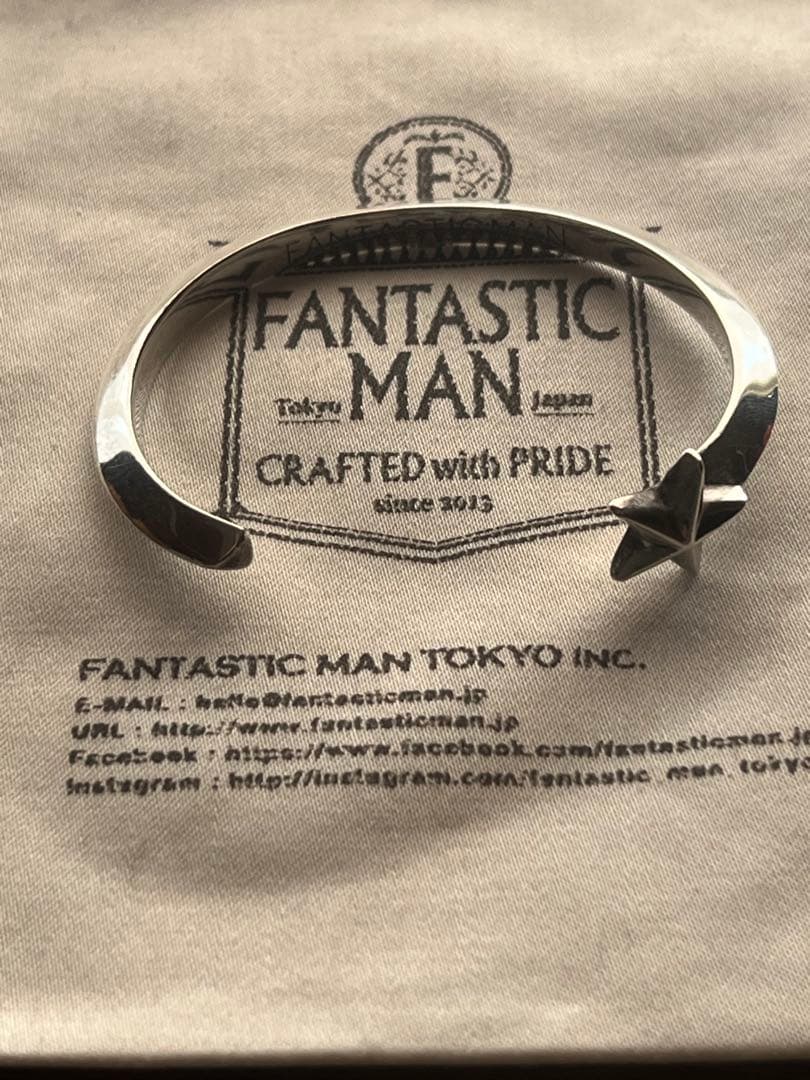 F
FANTASTIC MAN
FANTASTIC
Tokyo MAN Japan
CRAFTED with PRIDE
since 2013
FANTASTIC MAN TOKYO INC.
E-MAIL : hello@fantasticman.jp
URL : http://www.fantasticman.jp
Facebook : https://www.facebook.com/fantasticman.jp
Instagram : http://instagram.com/fantastic_man_tokyo